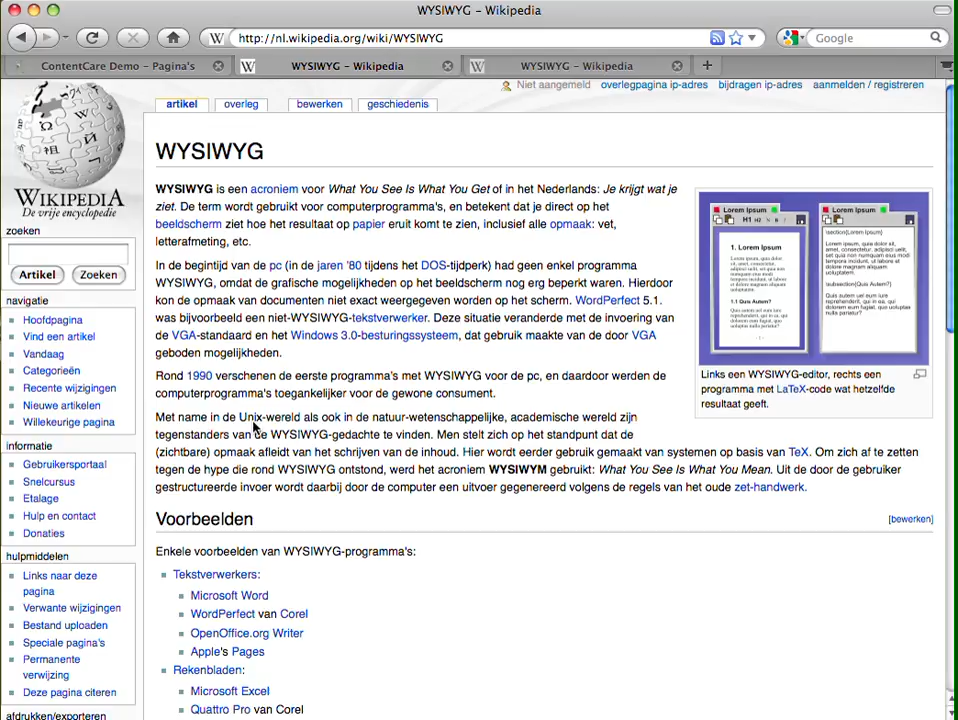 WYSIWYG – Wikipedia
W http://nl.wikipedia.org/wiki/WYSIWYG
Google
ContentCare Demo – Pagina's
W WYSIWYG – Wikipedia
W WYSIWYG – Wikipedia
Niet aangemeld overlegpagina ip-adres bijdragen ip-adres aanmelden / registreren
artikel overleg bewerken geschiedenis
WIKIPEDIA
De vrije encyclopedie
zoeken
Artikel Zoeken
navigatie
Hoofdpagina
Vind een artikel
Vandaag
Categorieën
Recente wijzigingen
Nieuwe artikelen
Willekeurige pagina
informatie
Gebruikersportaal
Snelcursus
Etalage
Hulp en contact
Donaties
hulpmiddelen
Links naar deze
pagina
Verwante wijzigingen
Bestand uploaden
Speciale pagina's
Permanente
verwijzing
Deze pagina citeren
afdrukken/exporteren
WYSIWYG
WYSIWYG is een acroniem voor What You See Is What You Get of in het Nederlands: Je krijgt wat je
ziet. De term wordt gebruikt voor computerprogramma's, en betekent dat je direct op het
beeldscherm ziet hoe het resultaat op papier eruit komt te zien, inclusief alle opmaak: vet,
letterafmeting, etc.
In de begintijd van de pc (in de jaren '80 tijdens het DOS-tijdperk) had geen enkel programma
WYSIWYG, omdat de grafische mogelijkheden op het beeldscherm nog erg beperkt waren. Hierdoor
kon de opmaak van documenten niet exact weergegeven worden op het scherm. WordPerfect 5.1.
was bijvoorbeeld een niet-WYSIWYG-tekstverwerker. Deze situatie veranderde met de invoering van
de VGA-standaard en het Windows 3.0-besturingssysteem, dat gebruik maakte van de door VGA
geboden mogelijkheden.
Rond 1990 verschenen de eerste programma's met WYSIWYG voor de pc, en daardoor werden de
computerprogramma's toegankelijker voor de gewone consument.
Met name in de Unix-wereld als ook in de natuur-wetenschappelijke, academische wereld zijn
tegenstanders van de WYSIWYG-gedachte te vinden. Men stelt zich op het standpunt dat de
(zichtbare) opmaak afleidt van het schrijven van de inhoud. Hier wordt eerder gebruik gemaakt van systemen op basis van TeX. Om zich af te zetten
tegen de hype die rond WYSIWYG ontstond, werd het acroniem WYSIWYM gebruikt: What You See Is What You Mean. Uit de door de gebruiker
gestructureerde invoer wordt daarbij door de computer een uitvoer gegenereerd volgens de regels van het oude zet-handwerk.
Lorem Ipsum
H1 H2
1. Lorem Ipsum
1.1 Quis Autem?
Lorem Ipsum
\section{Lorem Ipsum}
\subsection{Quis Autem?}
Links een WYSIWYG-editor, rechts een
programma met LaTeX-code wat hetzelfde
resultaat geeft.
Voorbeelden
[bewerken]
Enkele voorbeelden van WYSIWYG-programma's:
Tekstverwerkers:
Microsoft Word
WordPerfect van Corel
OpenOffice.org Writer
Apple's Pages
Rekenbladen:
Microsoft Excel
Quattro Pro van Corel